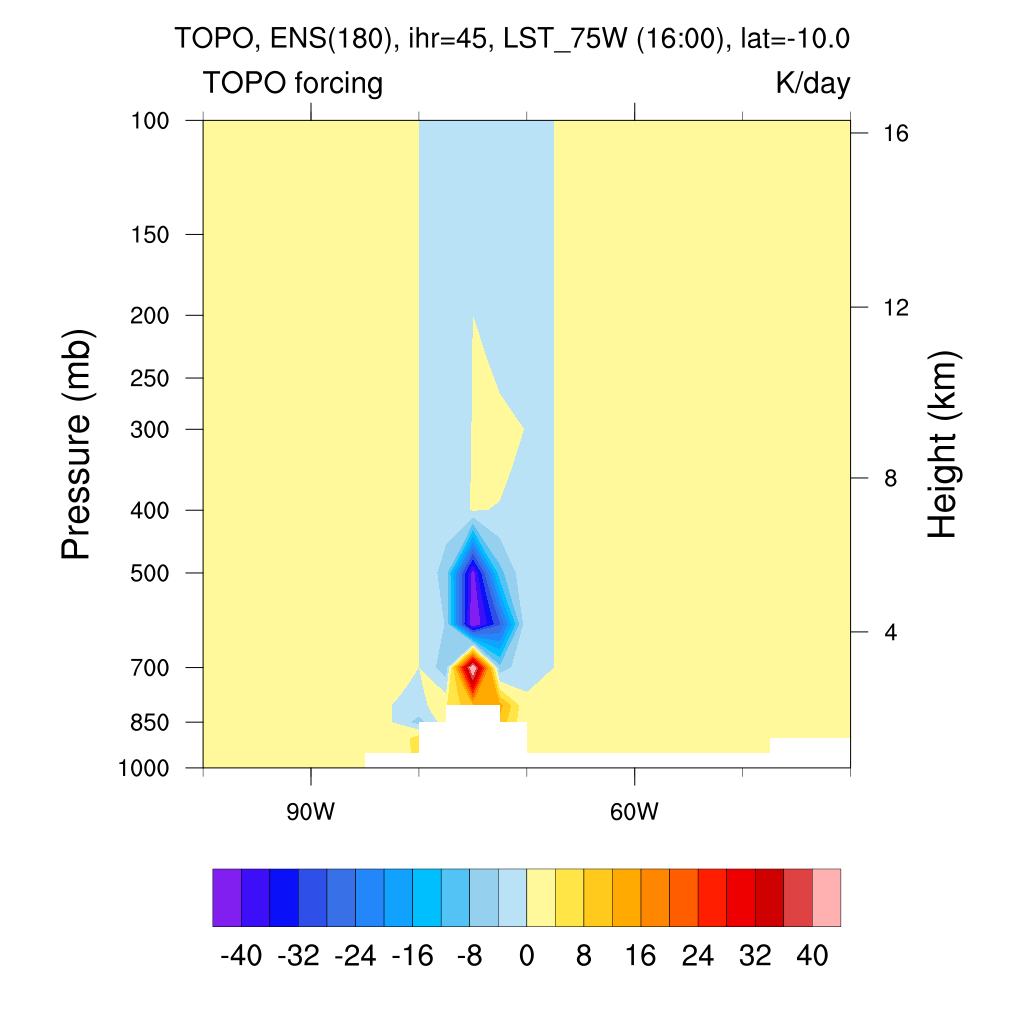 TOPO, ENS(180), ihr=45, LST_75W (16:00), lat=-10.0
TOPO forcing K/day
100
150
200
250
300
400
500
700
850
1000
Pressure (mb)
16
12
8
4
Height (km)
90W 60W
-40 -32 -24 -16 -8 0 8 16 24 32 40